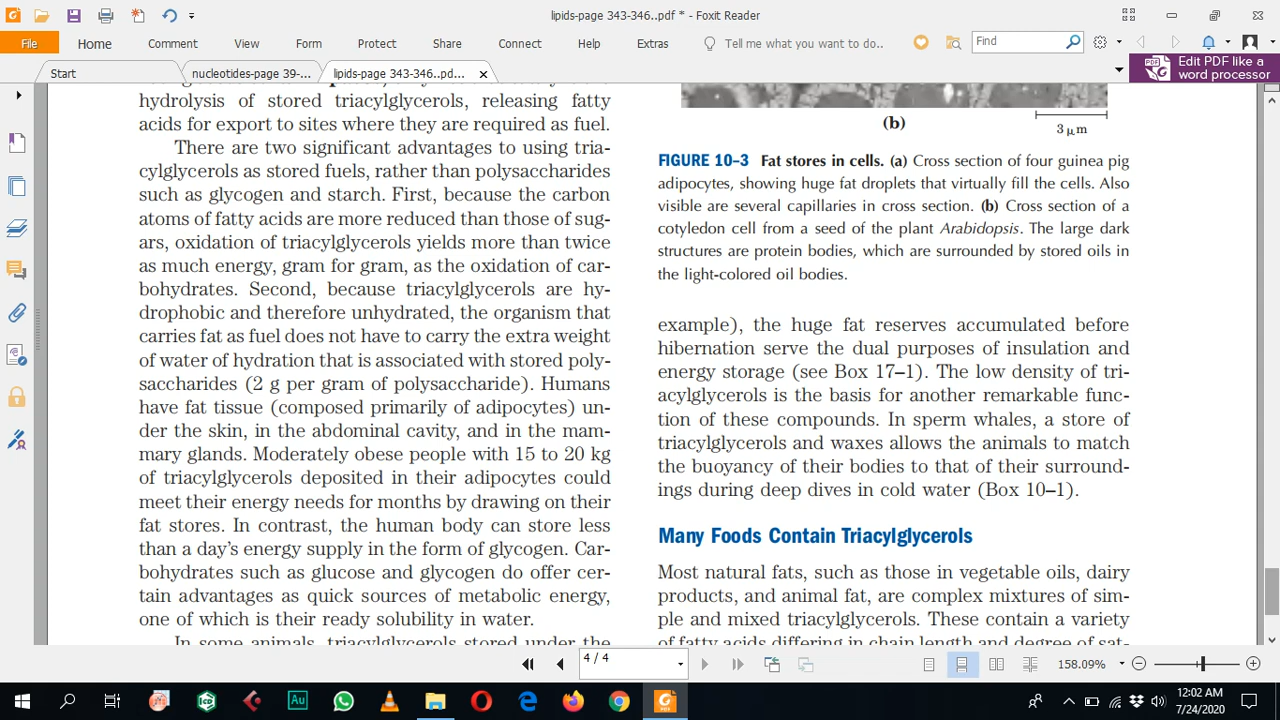 lipids-page 343-346..pdf * - Foxit Reader
File
Home
Comment
View
Form
Protect
Share
Connect
Help
Extras
Tell me what you want to do..
Find
Start
nucleotides-page 39-...
lipids-page 343-346..pd...
Edit PDF like a
word processor
hydrolysis of stored triacylglycerols, releasing fatty
acids for export to sites where they are required as fuel.
There are two significant advantages to using tria-
cylglycerols as stored fuels, rather than polysaccharides
such as glycogen and starch. First, because the carbon
atoms of fatty acids are more reduced than those of sug-
ars, oxidation of triacylglycerols yields more than twice
as much energy, gram for gram, as the oxidation of car-
bohydrates. Second, because triacylglycerols are hy-
drophobic and therefore unhydrated, the organism that
carries fat as fuel does not have to carry the extra weight
of water of hydration that is associated with stored poly-
saccharides (2 g per gram of polysaccharide). Humans
have fat tissue (composed primarily of adipocytes) un-
der the skin, in the abdominal cavity, and in the mam-
mary glands. Moderately obese people with 15 to 20 kg
of triacylglycerols deposited in their adipocytes could
meet their energy needs for months by drawing on their
fat stores. In contrast, the human body can store less
than a day's energy supply in the form of glycogen. Car-
bohydrates such as glucose and glycogen do offer cer-
tain advantages as quick sources of metabolic energy,
one of which is their ready solubility in water.
In some animals, triacylglycerols stored under the
(b)
3 μm
FIGURE 10–3 Fat stores in cells. (a) Cross section of four guinea pig
adipocytes, showing huge fat droplets that virtually fill the cells. Also
visible are several capillaries in cross section. (b) Cross section of a
cotyledon cell from a seed of the plant Arabidopsis. The large dark
structures are protein bodies, which are surrounded by stored oils in
the light-colored oil bodies.
example), the huge fat reserves accumulated before
hibernation serve the dual purposes of insulation and
energy storage (see Box 17–1). The low density of tri-
acylglycerols is the basis for another remarkable func-
tion of these compounds. In sperm whales, a store of
triacylglycerols and waxes allows the animals to match
the buoyancy of their bodies to that of their surround-
ings during deep dives in cold water (Box 10–1).
Many Foods Contain Triacylglycerols
Most natural fats, such as those in vegetable oils, dairy
products, and animal fat, are complex mixtures of sim-
ple and mixed triacylglycerols. These contain a variety
of fatty acids differing in chain length and degree of sat-
4 / 4
158.09%
Au
12:02 AM
7/24/2020